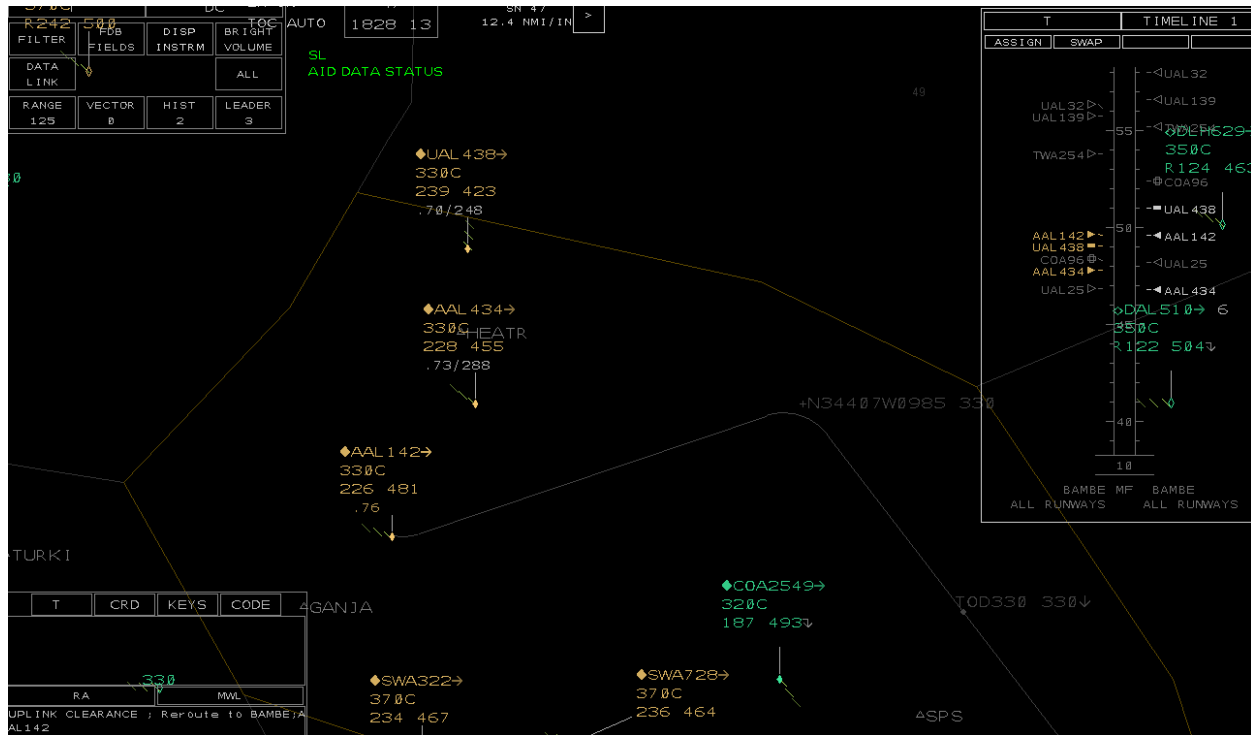 370C
R242 500
DC
TOC AUTO
1828 13
SN 47
12.4 NMI/IN
>
FILTER
FDB FIELDS
DISP INSTRM
BRIGHT VOLUME
DATA LINK
ALL
RANGE 125
VECTOR 0
HIST 2
LEADER 3
SL
AID DATA STATUS
49
T
TIMELINE 1
ASSIGN
SWAP
UAL32
UAL139
TWA254
UAL32
UAL139
TWA254
COA96
UAL438
AAL142
UAL25
AAL434
AAL142
UAL438
COA96
AAL434
UAL25
55
50
45
40
10
BAMBE MF BAMBE
ALL RUNWAYS ALL RUNWAYS
350C
R124 463
DAL510→ 6
350C
R122 504↴
◆UAL438→
330C
239 423
.70/248
◆AAL434→
330C
228 455
.73/288
HEATR
◆AAL142→
330C
226 481
.76
+N34407W0985 330
TURKI
GANJA
◆COA2549→
320C
187 493↴
TOD330 330↓
T
CRD
KEYS
CODE
330
RA
MWL
UPLINK CLEARANCE ; Reroute to BAMBE;A
AL142
◆SWA322→
370C
234 467
◆SWA728→
370C
236 464
SPS